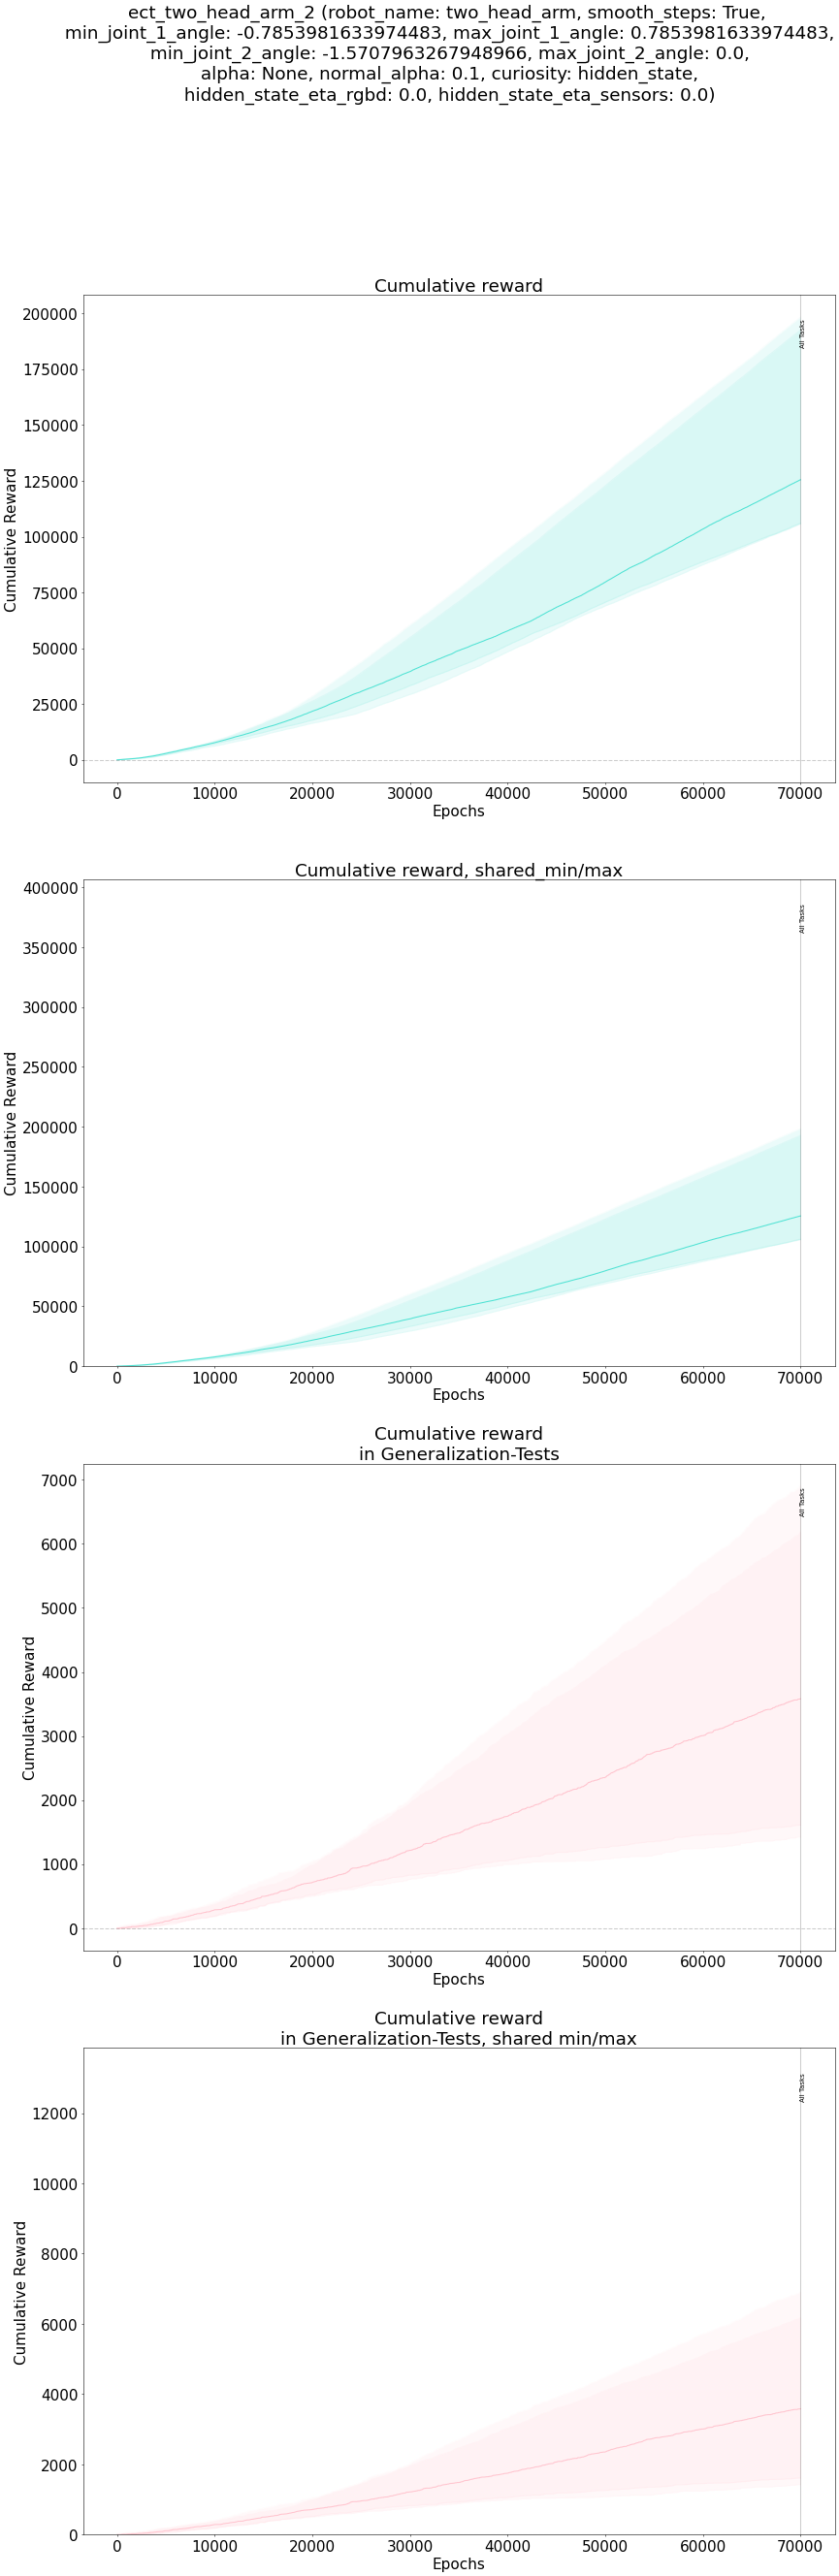 ect_two_head_arm_2 (robot_name: two_head_arm, smooth_steps: True,
min_joint_1_angle: -0.7853981633974483, max_joint_1_angle: 0.7853981633974483,
min_joint_2_angle: -1.5707963267948966, max_joint_2_angle: 0.0,
alpha: None, normal_alpha: 0.1, curiosity: hidden_state,
hidden_state_eta_rgbd: 0.0, hidden_state_eta_sensors: 0.0)
Cumulative reward
200000
175000
150000
125000
100000
75000
50000
25000
0
Cumulative Reward
All Tasks
0 10000 20000 30000 40000 50000 60000 70000
Epochs
Cumulative reward, shared_min/max
400000
350000
300000
250000
200000
150000
100000
50000
0
Cumulative Reward
All Tasks
0 10000 20000 30000 40000 50000 60000 70000
Epochs
Cumulative reward
in Generalization-Tests
7000
6000
5000
4000
3000
2000
1000
0
Cumulative Reward
All Tasks
0 10000 20000 30000 40000 50000 60000 70000
Epochs
Cumulative reward
in Generalization-Tests, shared min/max
12000
10000
8000
6000
4000
2000
0
Cumulative Reward
All Tasks
0 10000 20000 30000 40000 50000 60000 70000
Epochs